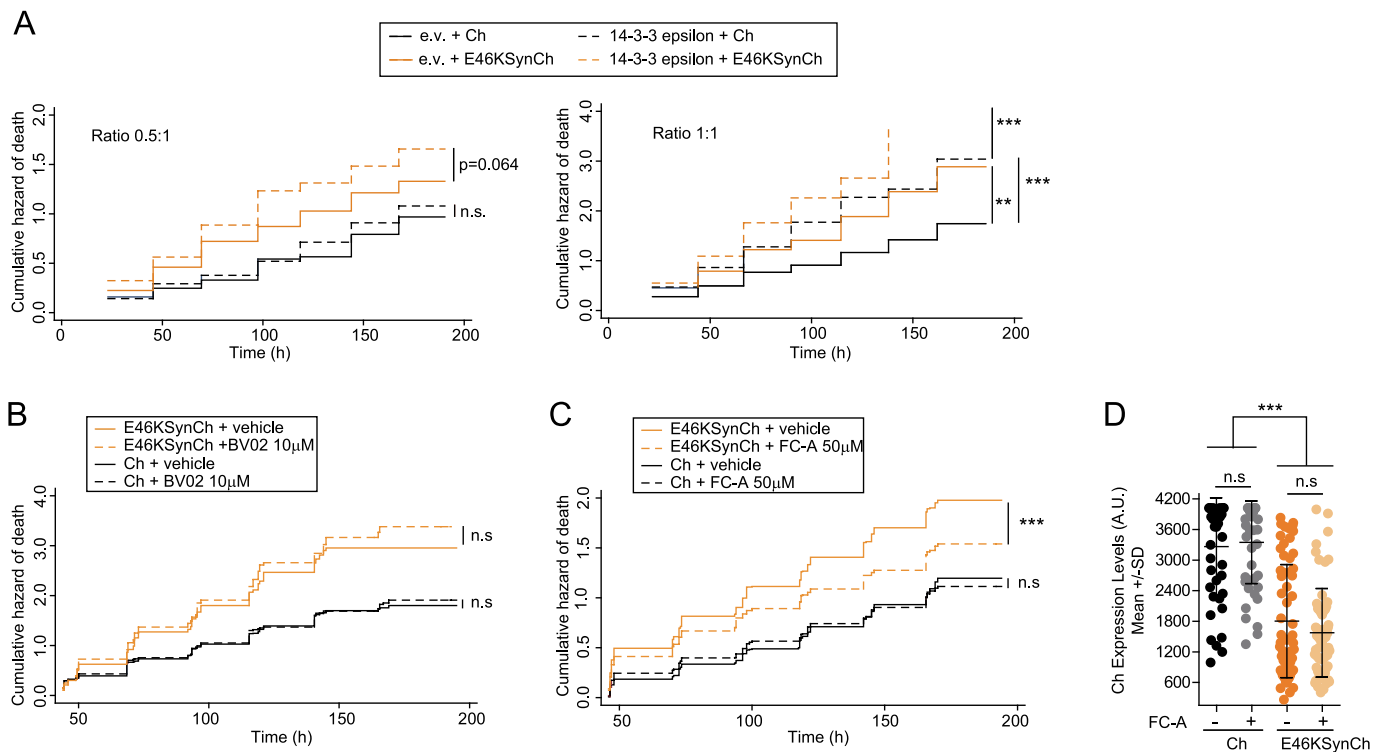 A
e.v. + Ch
14-3-3 epsilon + Ch
e.v. + E46KSynCh
14-3-3 epsilon + E46KSynCh
Cumulative hazard of death
0.0 0.5 1.0 1.5 2.0
Ratio 0.5:1
p=0.064
n.s.
0 50 100 150 200
Time (h)
Cumulative hazard of death
0.0 1.0 2.0 3.0 4.0
Ratio 1:1
***
**
***
0 50 100 150 200
Time (h)
B
E46KSynCh + vehicle
E46KSynCh +BV02 10μM
Ch + vehicle
Ch + BV02 10μM
Cumulative hazard of death
0.0 1.0 2.0 3.0 4.0
n.s
n.s
50 100 150 200
Time (h)
C
E46KSynCh + vehicle
E46KSynCh + FC-A 50μM
Ch + vehicle
Ch + FC-A 50μM
Cumulative hazard of death
0.0 0.5 1.0 1.5 2.0
***
n.s
50 100 150 200
Time (h)
D
***
n.s
n.s
Ch Expression Levels (A.U.)
Mean +/-SD
4200
3600
3000
2400
1800
1200
600
FC-A - + - +
Ch E46KSynCh